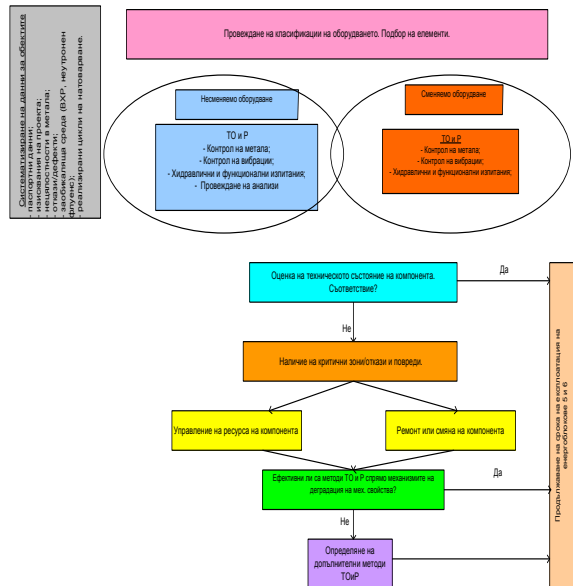 Систематизиране на данни за обектите
- паспортни данни;
- изисквания на проекта;
- нецялостности в метала;
- откази/дефекти;
- заобикаляща среда (ВХР, неутронен
флуенс);
- реализирани цикли на натоварване.
Провеждане на класификации на оборудването. Подбор на елементи.
Несменяемо оборудване
ТО и Р
- Контрол на метала;
- Контрол на вибрации;
- Хидравлични и функционални изпитания;
- Провеждане на анализи
Сменяемо оборудване
ТО и Р
- Контрол на метала;
- Контрол на вибрации;
- Хидравлични и функционални изпитания;
Оценка на техническото състояние на компонента.
Съответствие?
Да
Не
Наличие на критични зони/откази и повреди.
Управление на ресурса на компонента
Ремонт или смяна на компонента
Ефективни ли са методи ТО и Р спрямо механизмите на
деградация на мех. свойства?
Да
Не
Определяне на
допълнителни методи
ТОиР
Продължаване на срока на експлоатация на
енергоблокове 5 и 6